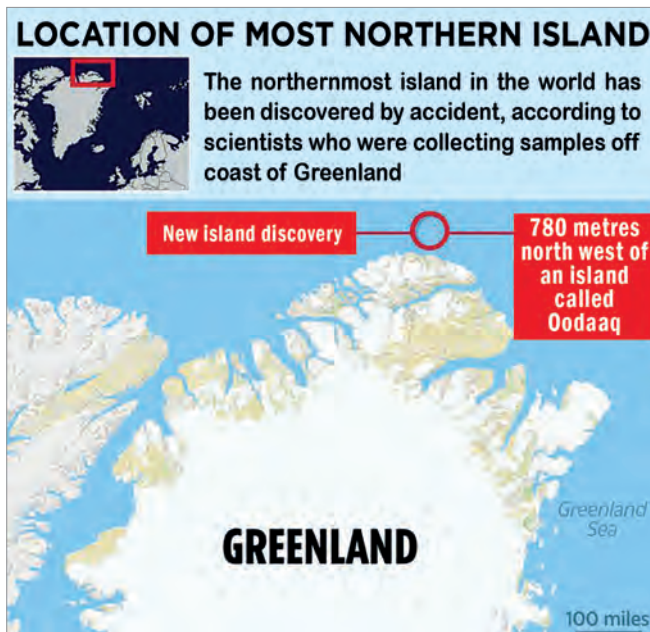 LOCATION OF MOST NORTHERN ISLAND
The northernmost island in the world has
been discovered by accident, according to
scientists who were collecting samples off
coast of Greenland
New island discovery
780 metres
north west of
an island
called
Oodaaq
Greenland
Sea
GREENLAND
100 miles